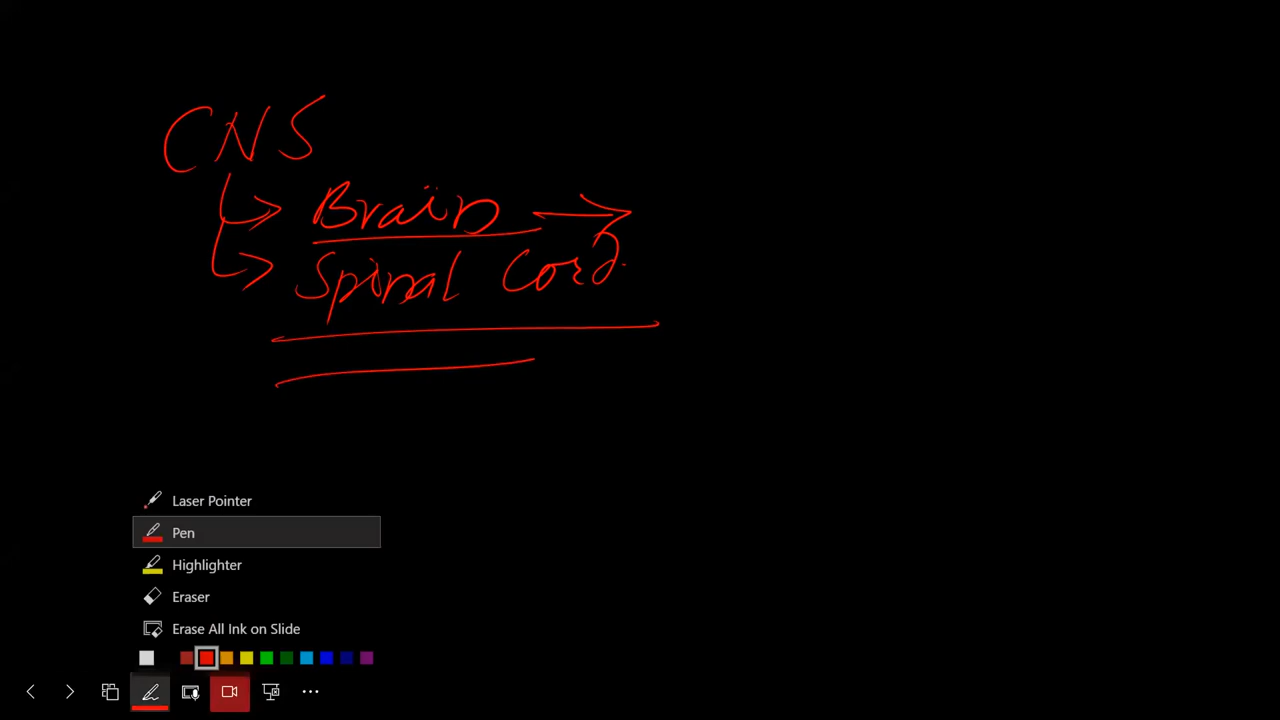 CNS
Brain
Spinal Cord
Laser Pointer
Pen
Highlighter
Eraser
Erase All Ink on Slide